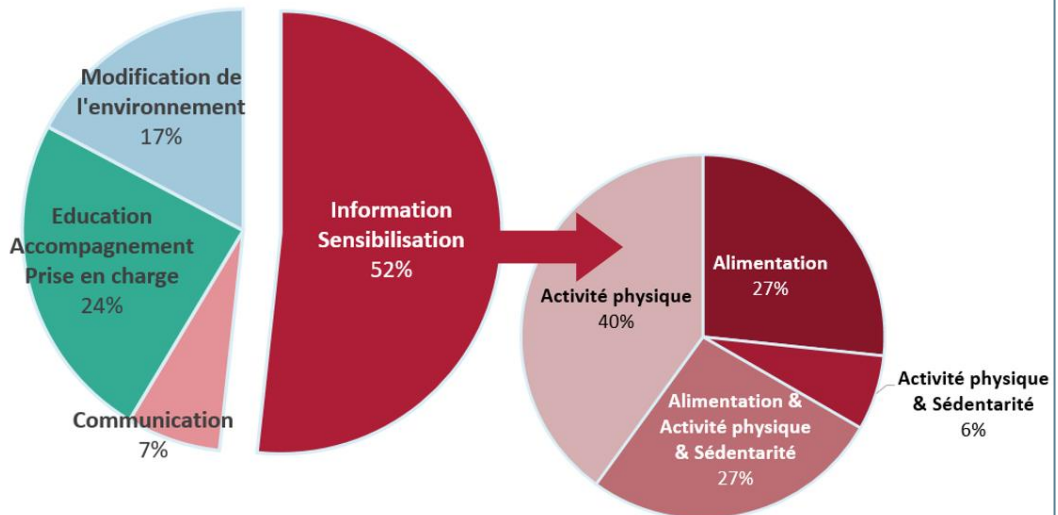 Modification de
l'environnement
17%
Education
Accompagnement
Prise en charge
24%
Communication
7%
Information
Sensibilisation
52%
Alimentation
27%
Activité physique
40%
Activité physique
& Sédentarité
6%
Alimentation &
Activité physique
& Sédentarité
27%